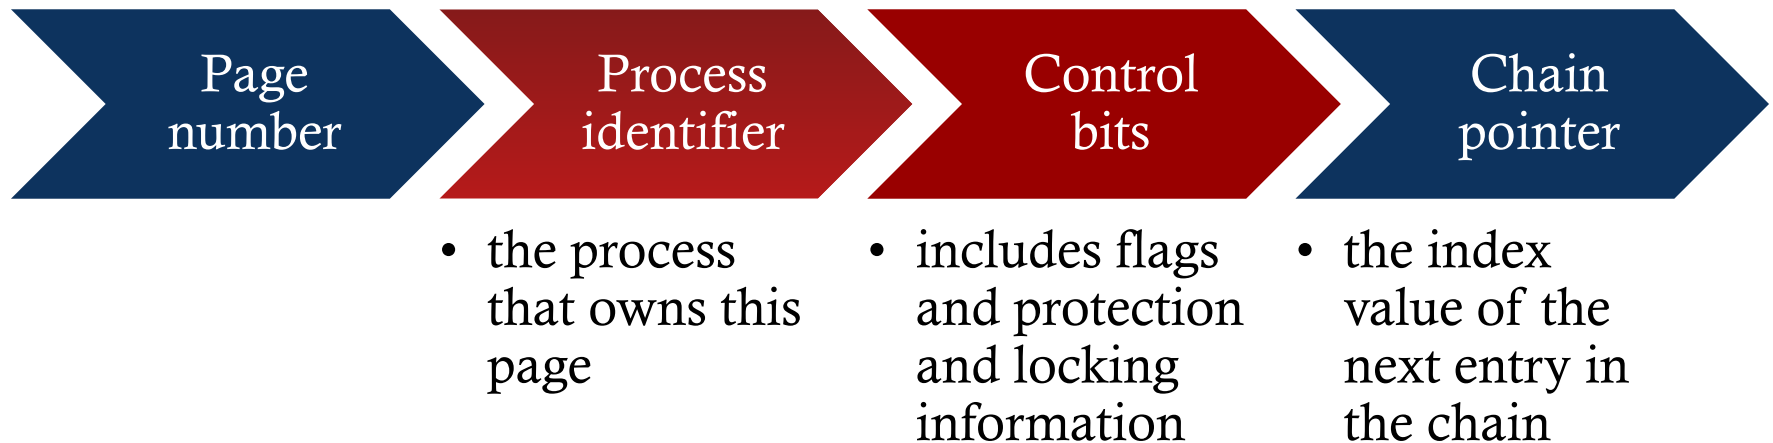 Page
number
Process
identifier
• the process
that owns this
page
Control
bits
• includes flags
and protection
and locking
information
Chain
pointer
• the index
value of the
next entry in
the chain